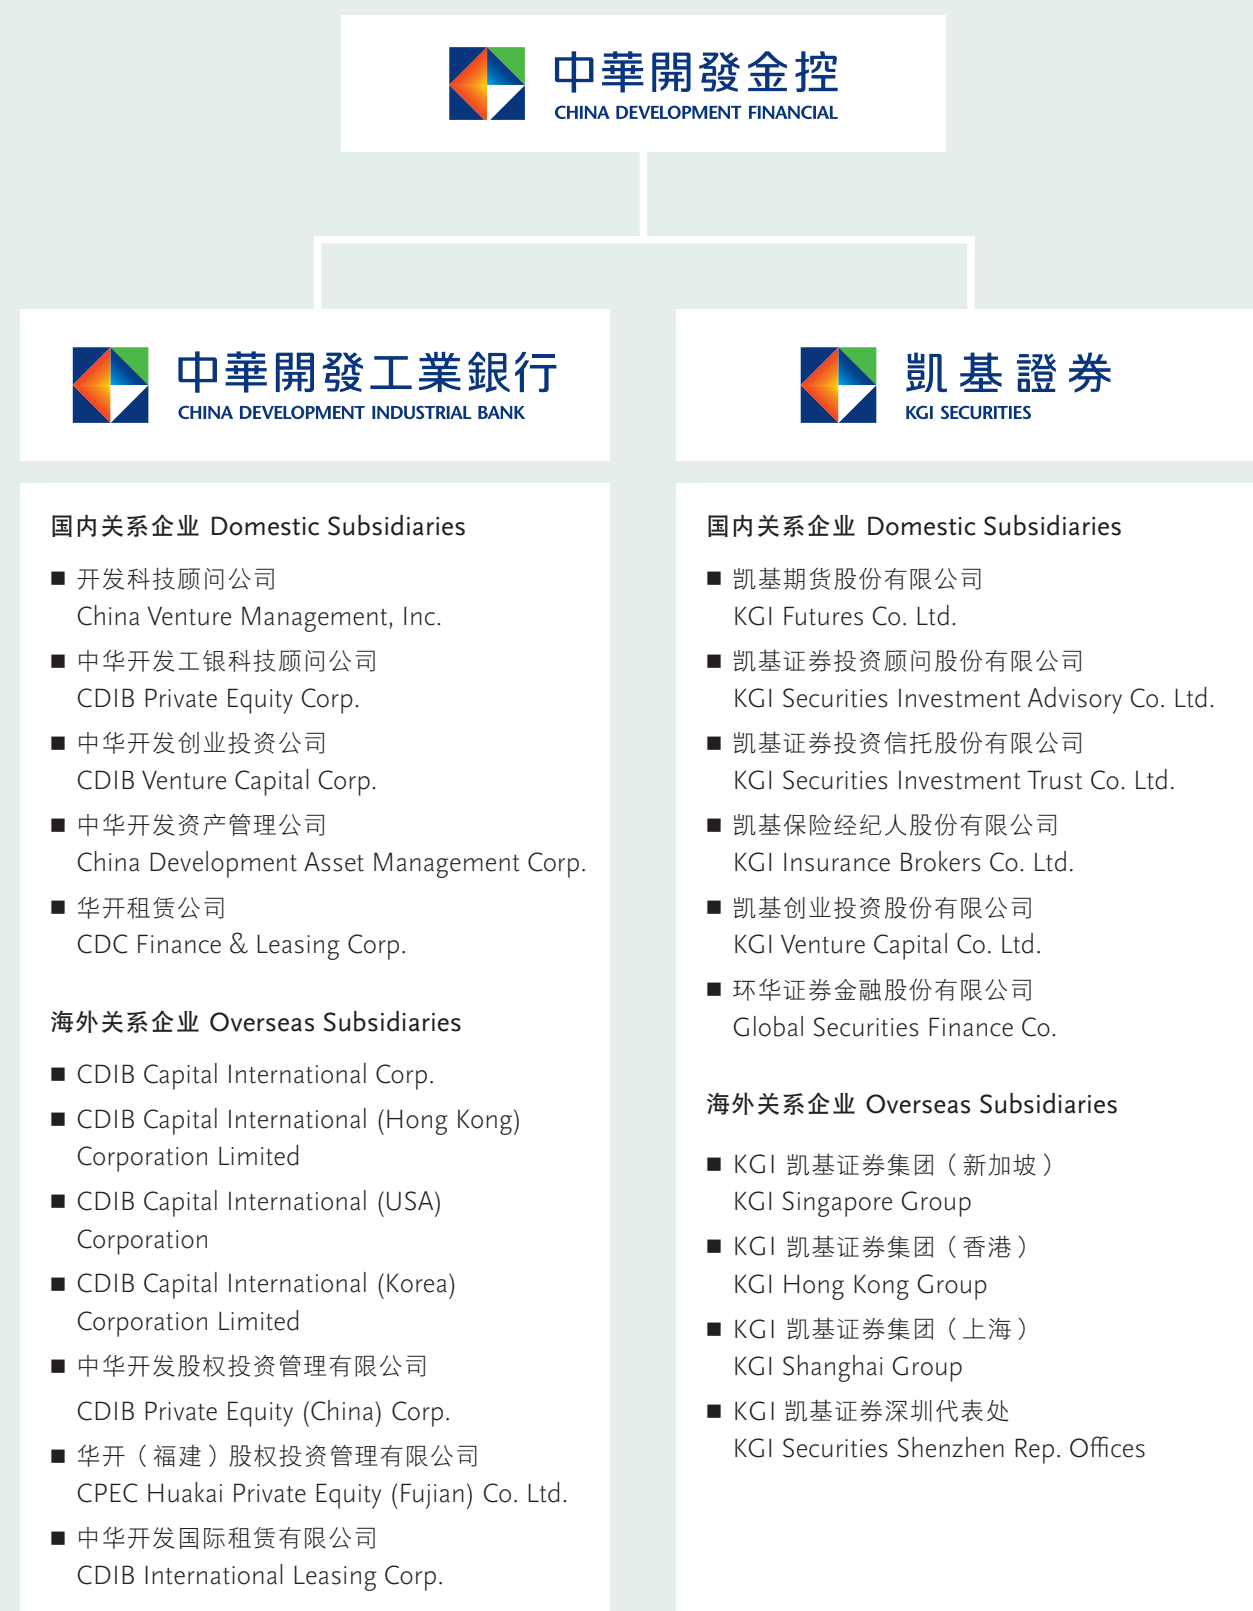 中華開發金控
CHINA DEVELOPMENT FINANCIAL
中華開發工業銀行
CHINA DEVELOPMENT INDUSTRIAL BANK
国内关系企业 Domestic Subsidiaries
■ 开发科技顾问公司
China Venture Management, Inc.
■ 中华开发工银科技顾问公司
CDIB Private Equity Corp.
■ 中华开发创业投资公司
CDIB Venture Capital Corp.
■ 中华开发资产管理公司
China Development Asset Management Corp.
■ 华开租赁公司
CDC Finance & Leasing Corp.
海外关系企业 Overseas Subsidiaries
■ CDIB Capital International Corp.
■ CDIB Capital International (Hong Kong)
Corporation Limited
■ CDIB Capital International (USA)
Corporation
■ CDIB Capital International (Korea)
Corporation Limited
■ 中华开发股权投资管理有限公司
CDIB Private Equity (China) Corp.
■ 华开（福建）股权投资管理有限公司
CPEC Huakai Private Equity (Fujian) Co. Ltd.
■ 中华开发国际租赁有限公司
CDIB International Leasing Corp.
凱基證券
KGI SECURITIES
国内关系企业 Domestic Subsidiaries
■ 凯基期货股份有限公司
KGI Futures Co. Ltd.
■ 凯基证券投资顾问股份有限公司
KGI Securities Investment Advisory Co. Ltd.
■ 凯基证券投资信托股份有限公司
KGI Securities Investment Trust Co. Ltd.
■ 凯基保险经纪人股份有限公司
KGI Insurance Brokers Co. Ltd.
■ 凯基创业投资股份有限公司
KGI Venture Capital Co. Ltd.
■ 环华证券金融股份有限公司
Global Securities Finance Co.
海外关系企业 Overseas Subsidiaries
■ KGI 凯基证券集团（新加坡）
KGI Singapore Group
■ KGI 凯基证券集团（香港）
KGI Hong Kong Group
■ KGI 凯基证券集团（上海）
KGI Shanghai Group
■ KGI 凯基证券深圳代表处
KGI Securities Shenzhen Rep. Offices